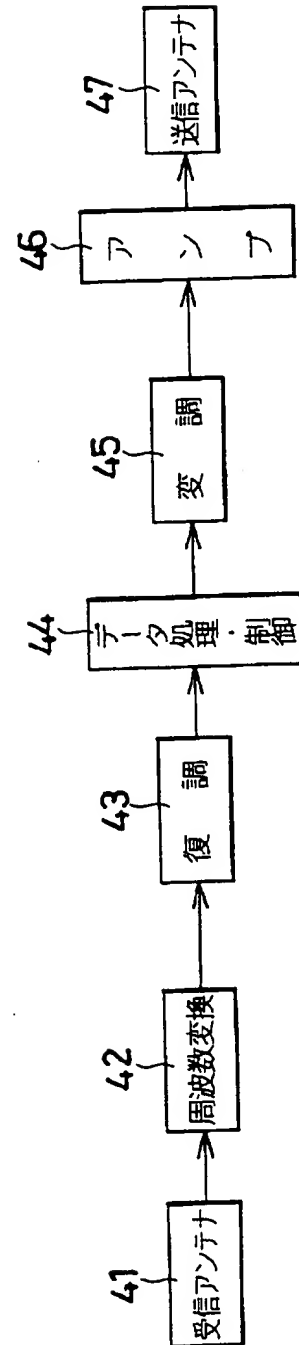 41
受信アンテナ
42
周波数変換
43
復調
44
データ処理・制御
45
変調
46
アンプ
47
送信アンテナ